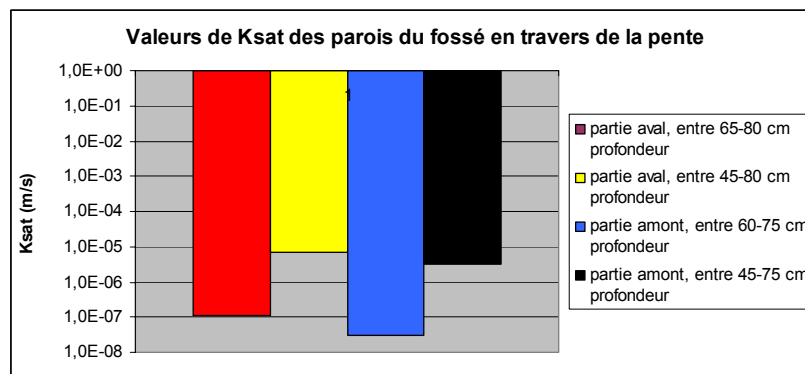 Valeurs de Ksat des parois du fossé en travers de la pente
1,0E+00
1,0E-01
1,0E-02
1,0E-03
1,0E-04
1,0E-05
1,0E-06
1,0E-07
1,0E-08
Ksat (m/s)
1
partie aval, entre 65-80 cm
profondeur
partie aval, entre 45-80 cm
profondeur
partie amont, entre 60-75 cm
profondeur
partie amont, entre 45-75 cm
profondeur